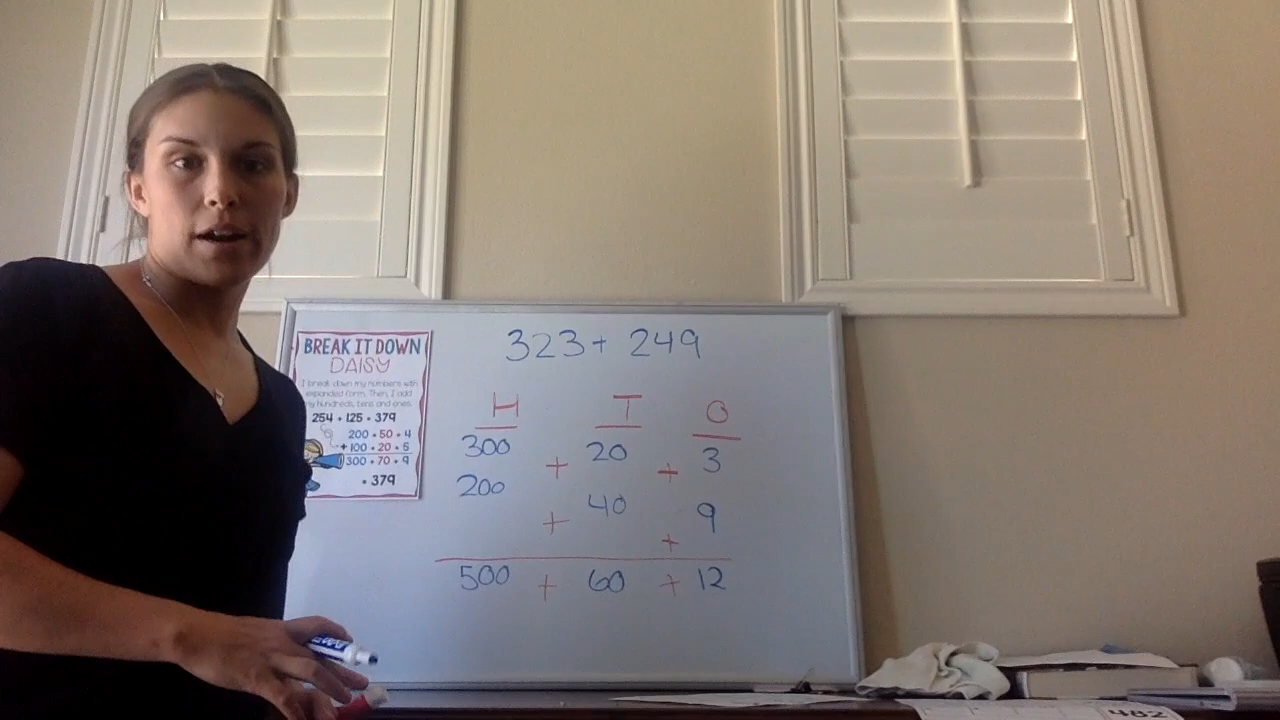 BREAK IT DOWN
DAISY
I break down my numbers with
expanded form. Then, I add
my hundreds, tens and ones.
254 + 125 = 379
200 + 50 + 4
+ 100 + 20 + 5
300 + 70 + 9
= 379
323 + 249
H T O
300 + 20 + 3
200 + 40 + 9
500 + 60 + 12
482